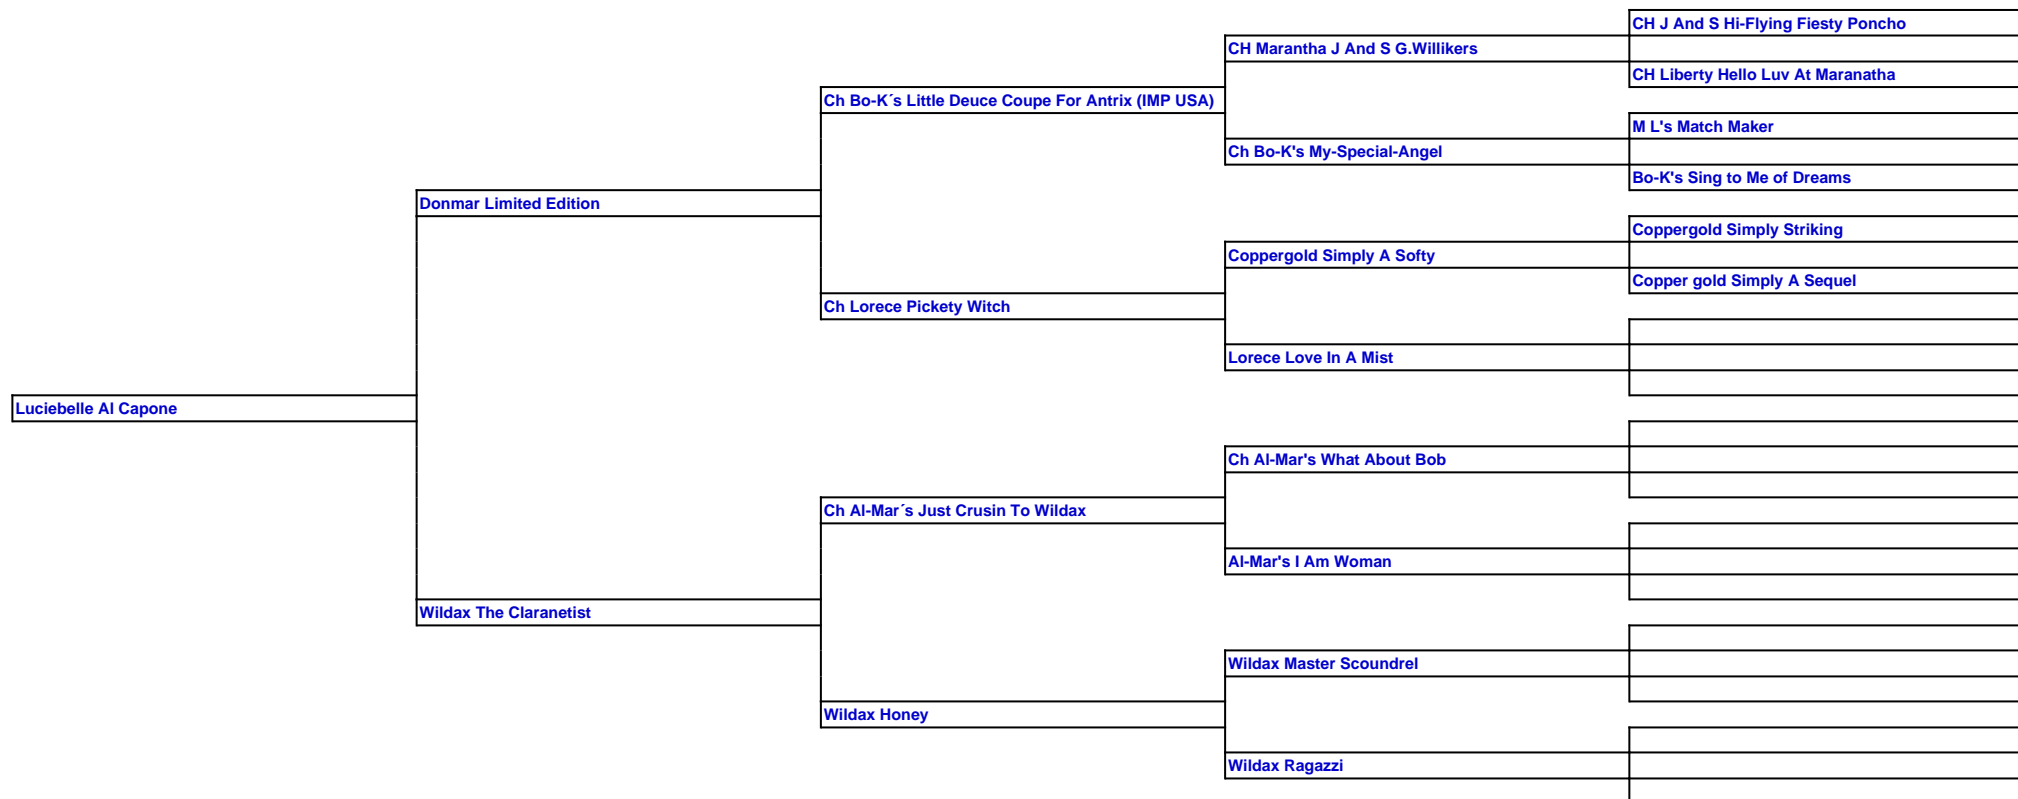 CH J And S Hi-Flying Fiesty Poncho
CH Marantha J And S G.Willikers
CH Liberty Hello Luv At Maranatha
Ch Bo-K´s Little Deuce Coupe For Antrix (IMP USA)
M L's Match Maker
Ch Bo-K's My-Special-Angel
Bo-K's Sing to Me of Dreams
Donmar Limited Edition
Coppergold Simply Striking
Coppergold Simply A Softy
Copper gold Simply A Sequel
Ch Lorece Pickety Witch
Lorece Love In A Mist
Luciebelle Al Capone
Ch Al-Mar's What About Bob
Ch Al-Mar´s Just Crusin To Wildax
Al-Mar's I Am Woman
Wildax The Claranetist
Wildax Master Scoundrel
Wildax Honey
Wildax Ragazzi